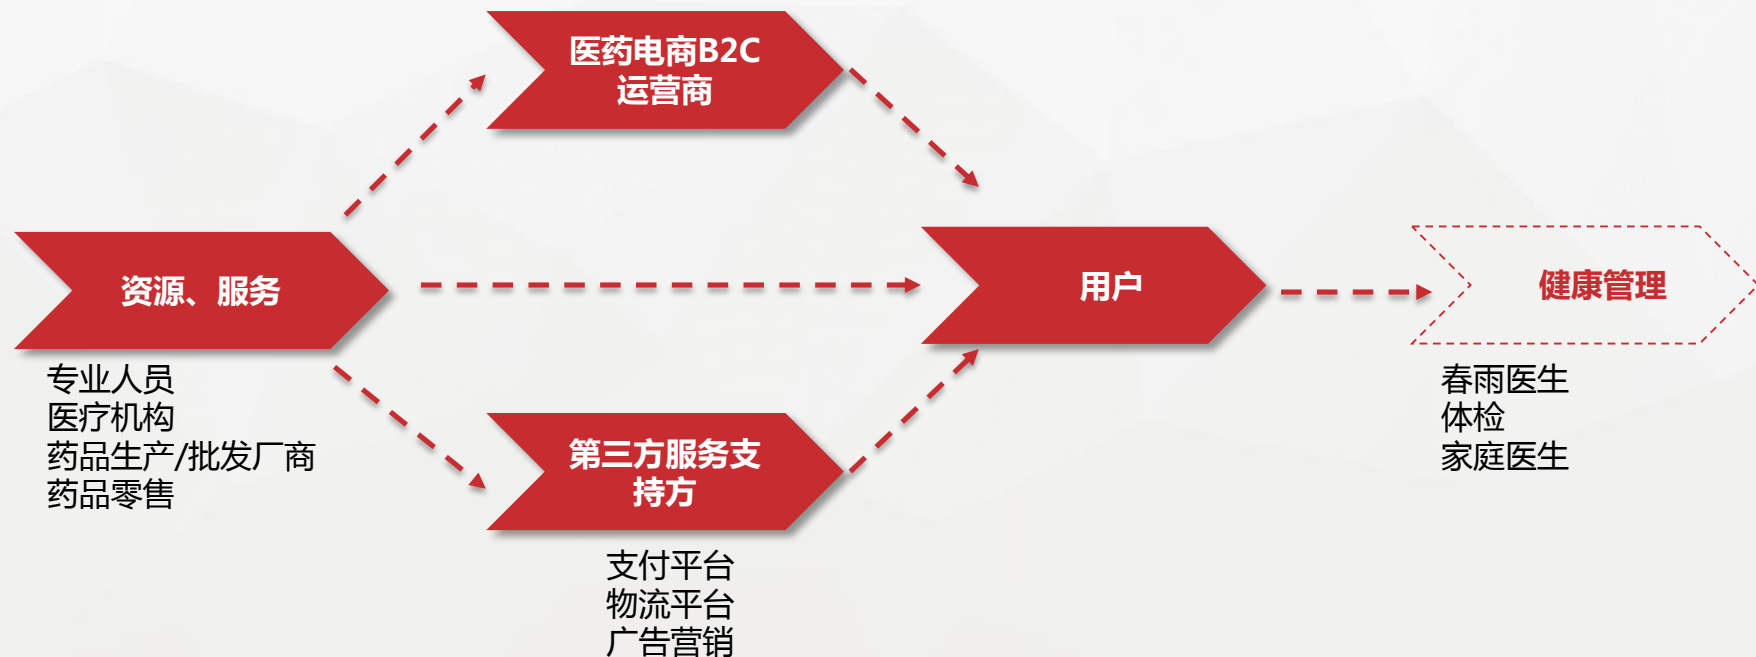 医药电商B2C
运营商
资源、服务
用户
健康管理
专业人员
医疗机构
药品生产/批发厂商
药品零售
第三方服务支
持方
支付平台
物流平台
广告营销
春雨医生
体检
家庭医生